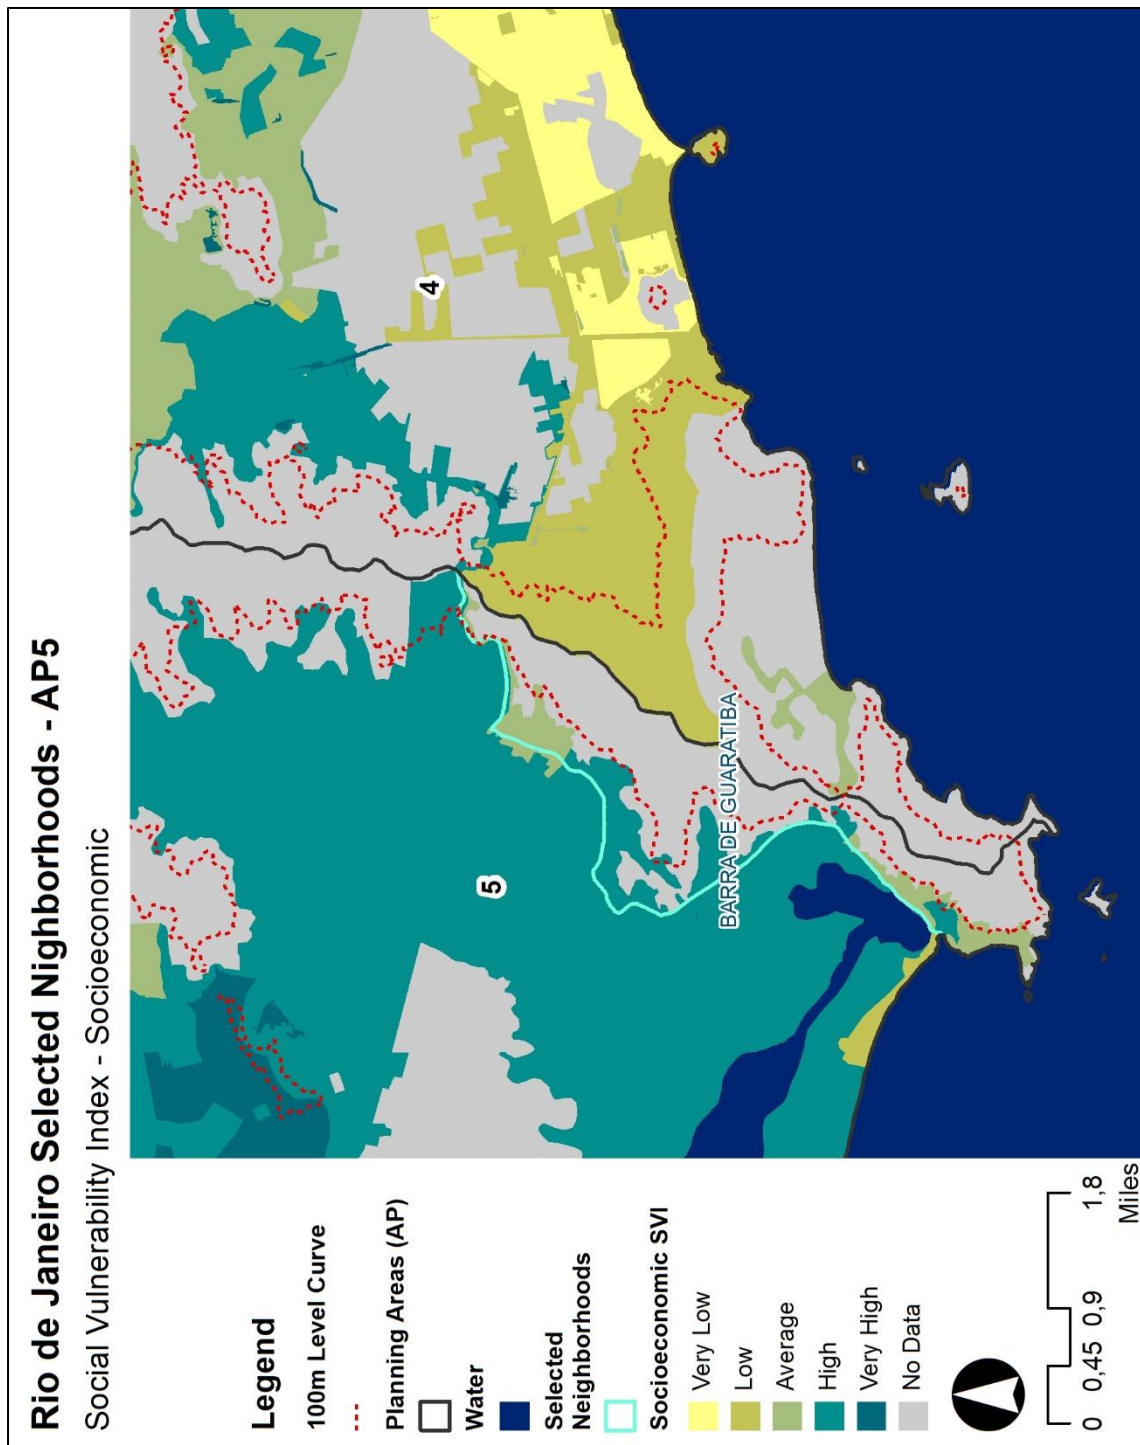 Rio de Janeiro Selected Nighborhoods - AP5
Social Vulnerability Index - Socioeconomic
Legend
100m Level Curve
Planning Areas (AP)
Water
Selected
Neighborhoods
Socioeconomic SVI
Very Low
Low
Average
High
Very High
No Data
0 0,45 0,9 1,8
Miles
5
4
BARRA DE GUARATIBA